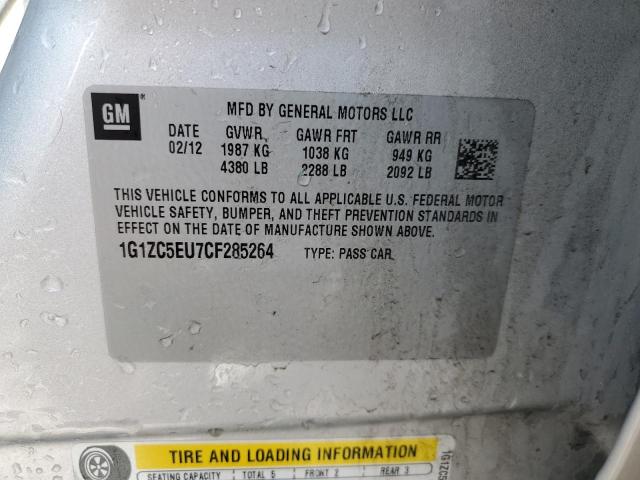 GM ® MFD BY GENERAL MOTORS LLC
DATE GVWR GAWR FRT GAWR RR
02/12 1987 KG 1038 KG 949 KG
4380 LB 2288 LB 2092 LB
THIS VEHICLE CONFORMS TO ALL APPLICABLE U.S. FEDERAL MOTOR
VEHICLE SAFETY, BUMPER, AND THEFT PREVENTION STANDARDS IN
EFFECT ON THE DATE OF MANUFACTURE SHOWN ABOVE.
1G1ZC5EU7CF285264 TYPE: PASS CAR
TIRE AND LOADING INFORMATION
SEATING CAPACITY TOTAL 5 FRONT 2 REAR 3
1G1ZC5